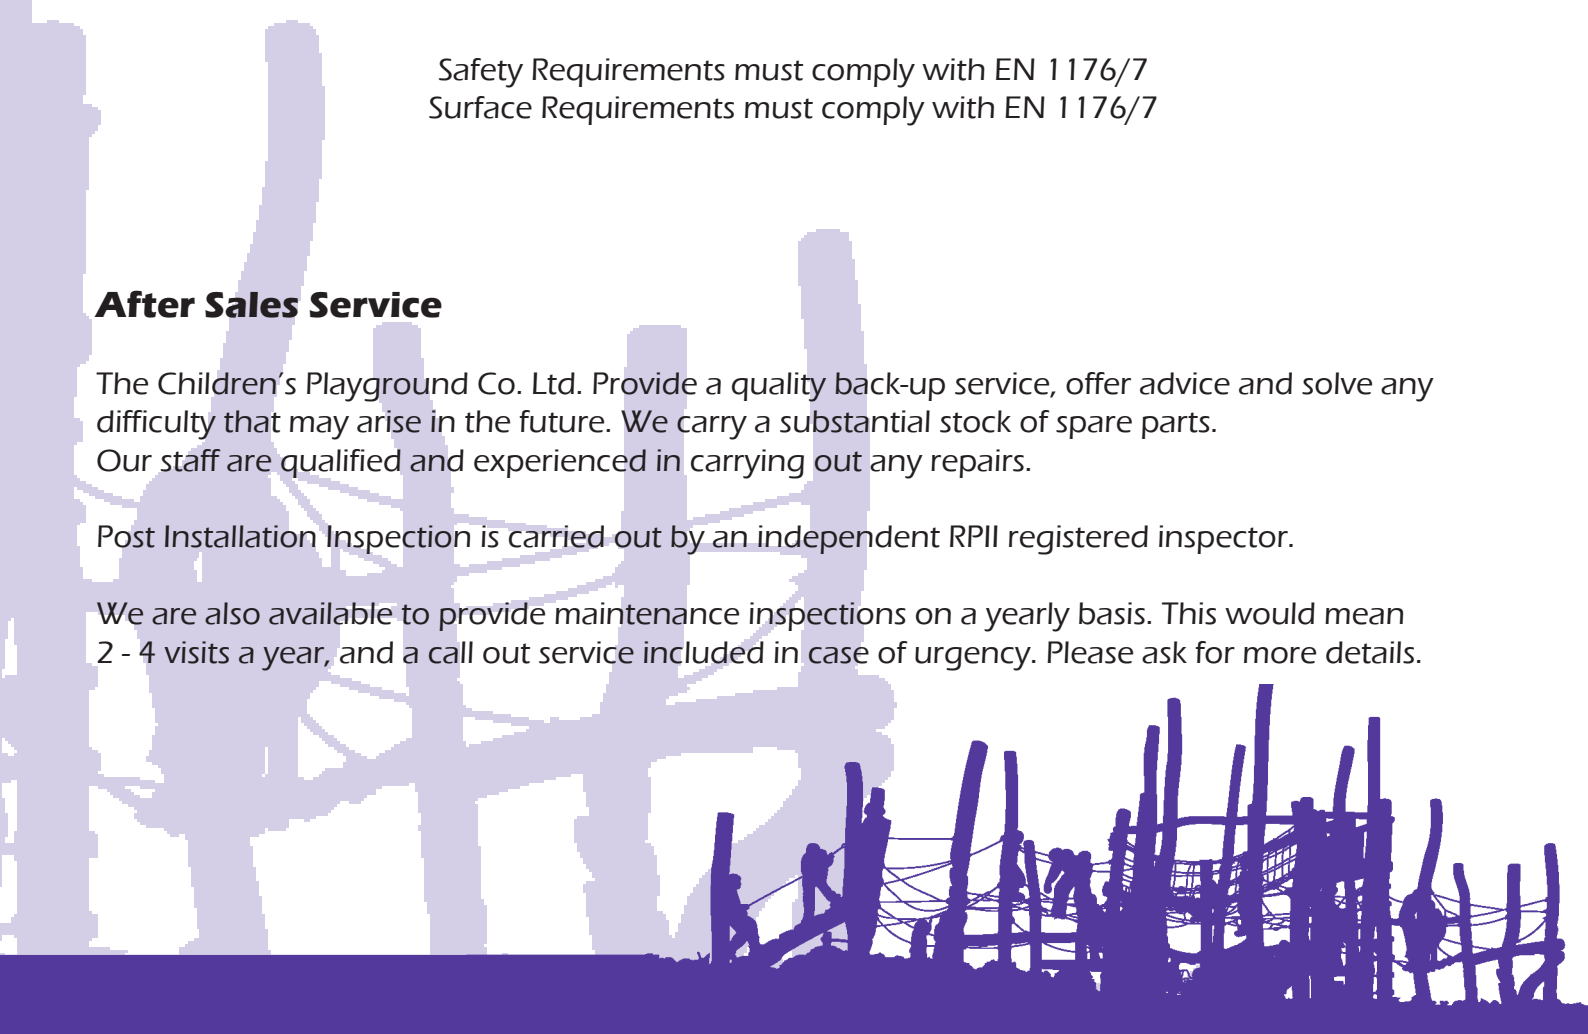 Safety Requirements must comply with EN 1176/7
Surface Requirements must comply with EN 1176/7
After Sales Service
The Children’s Playground Co. Ltd. Provide a quality back-up service, offer advice and solve any
difficulty that may arise in the future. We carry a substantial stock of spare parts.
Our staff are qualified and experienced in carrying out any repairs.
Post Installation Inspection is carried out by an independent RPII registered inspector.
We are also available to provide maintenance inspections on a yearly basis. This would mean
2 - 4 visits a year, and a call out service included in case of urgency. Please ask for more details.